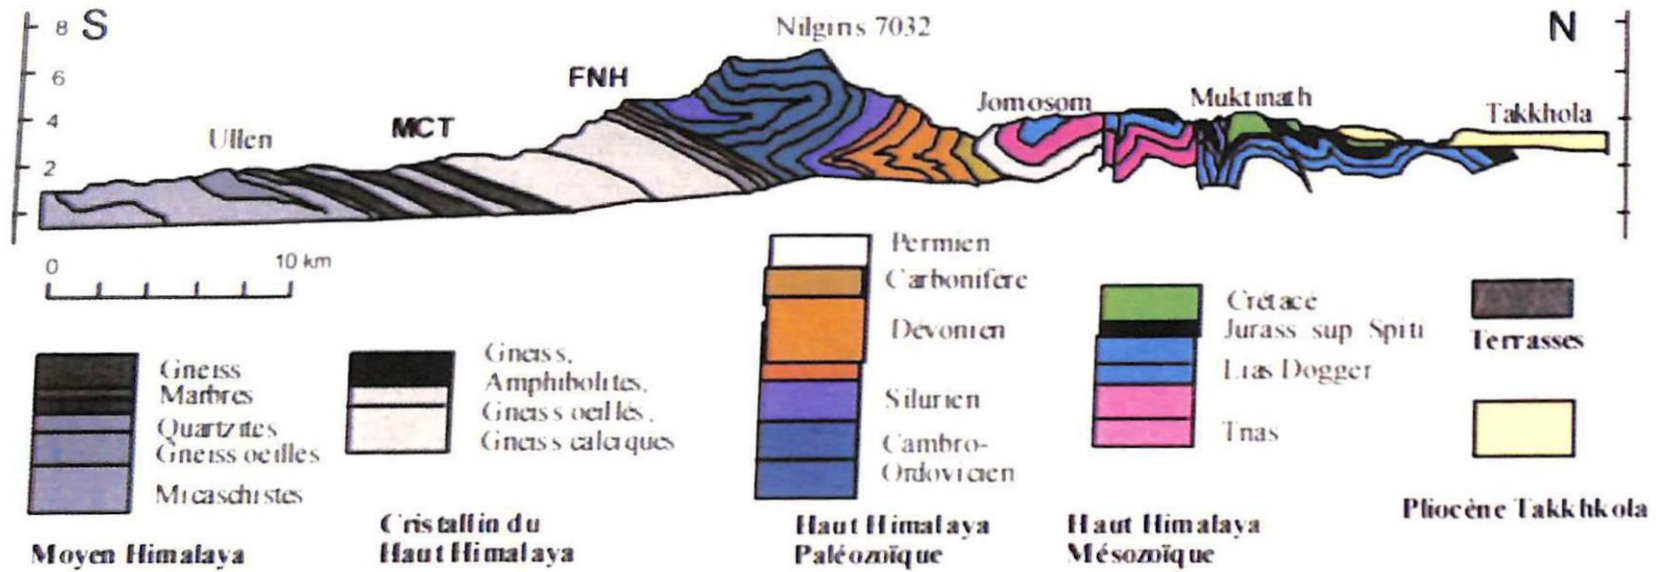 8 S
Nilgiris 7032
N
6
FNH
4
Ullen
MCT
Jomosom
Muktinath
Takkhola
2
0
10 km
Gneiss
Marbres
Quartzites
Gneiss oeilles
Micaschistes
Moyen Himalaya
Gneiss,
Amphibolites,
Gneiss oeillés,
Gneiss calciques
Cristallin du
Haut Himalaya
Permien
Carbonifère
Dévonien
Silurien
Cambro-
Ordovicien
Haut Himalaya
Paléozoïque
Crétacé
Jurass sup Spiti
Lias Dogger
Trias
Haut Himalaya
Mésozoïque
Terrasses
Pliocène Takkhkola